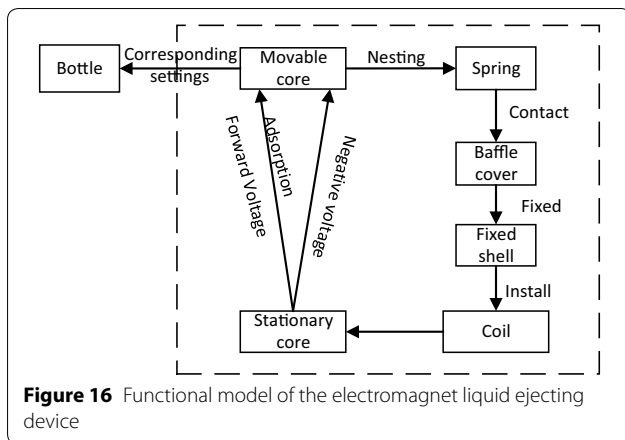 Bottle
Corresponding
settings
Movable
core
Nesting
Spring
Contact
Baffle
cover
Fixed
Fixed
shell
Install
Coil
Stationary
core
Forward Voltage
Adsorption
Negative voltage
Figure 16 Functional model of the electromagnet liquid ejecting
device